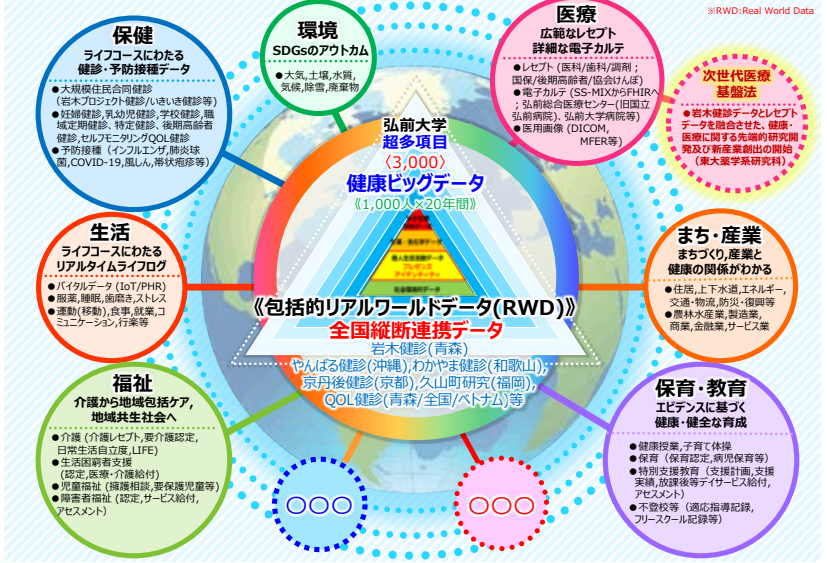 ※RWD:Real World Data
保健
ライフコースにわたる
健診・予防接種データ
●大規模住民合同健診
(岩木プロジェクト健診/いきいき健診等)
●妊婦健診,乳幼児健診,学校健診,職
域定期健診、特定健診、後期高齢者
健診,セルフモニタリングQOL健診
●予防接種（インフルエンザ,肺炎球
菌,COVID-19,風しん,帯状疱疹等）
環境
SDGsのアウトカム
●大気,土壌,水質,
気候,除雪,廃棄物
医療
広範なレセプト
詳細な電子カルテ
●レセプト (医科/歯科/調剤；
国保/後期高齢者/協会けんぽ)
●電子カルテ (SS-MIXからFHIRへ
；弘前総合医療センター(旧国立
弘前病院)、弘前大学病院等)
●医用画像 (DICOM,
MFER等)
次世代医療
基盤法
●岩木健診データとレセプト
データを融合させた、健康・
医療に関する先端的研究開
発及び新産業創出の開始
(東大薬学系研究科)
弘前大学
超多項目
〈3,000〉
健康ビッグデータ
《1,000人×20年間》
社会環境的データ
《包括的リアルワールドデータ(RWD)》
全国縦断連携データ
岩木健診(青森)
やんばる健診(沖縄),わかやま健診(和歌山),
京丹後健診(京都),久山町研究(福岡),
QOL健診(青森/全国/ベトナム)等
生活
ライフコースにわたる
リアルタイムライフログ
●バイタルデータ (IoT/PHR)
●服薬,睡眠,歯磨き,ストレス
●運動(移動),食事,就業,コ
ミュニケーション,行楽等
まち・産業
まちづくり,産業と
健康の関係がわかる
●住居,上下水道,エネルギー,
交通・物流,防災・復興等
●農林水産業,製造業,
商業,金融業,サービス業
福祉
介護から地域包括ケア,
地域共生社会へ
●介護 (介護レセプト,要介護認定,
日常生活自立度,LIFE)
●生活困窮者支援
(認定,医療・介護給付)
●児童福祉 (擁護相談,要保護児童等)
●障害者福祉 (認定,サービス給付,
アセスメント)
保育・教育
エビデンスに基づく
健康・健全な育成
●健康授業,子育て体操
●保育（保育認定,病児保育等）
●特別支援教育（支援計画,支援
実績,放課後等デイサービス給付,
アセスメント）
●不登校等（適応指導記録,
フリースクール記録等）
〇〇〇
〇〇〇